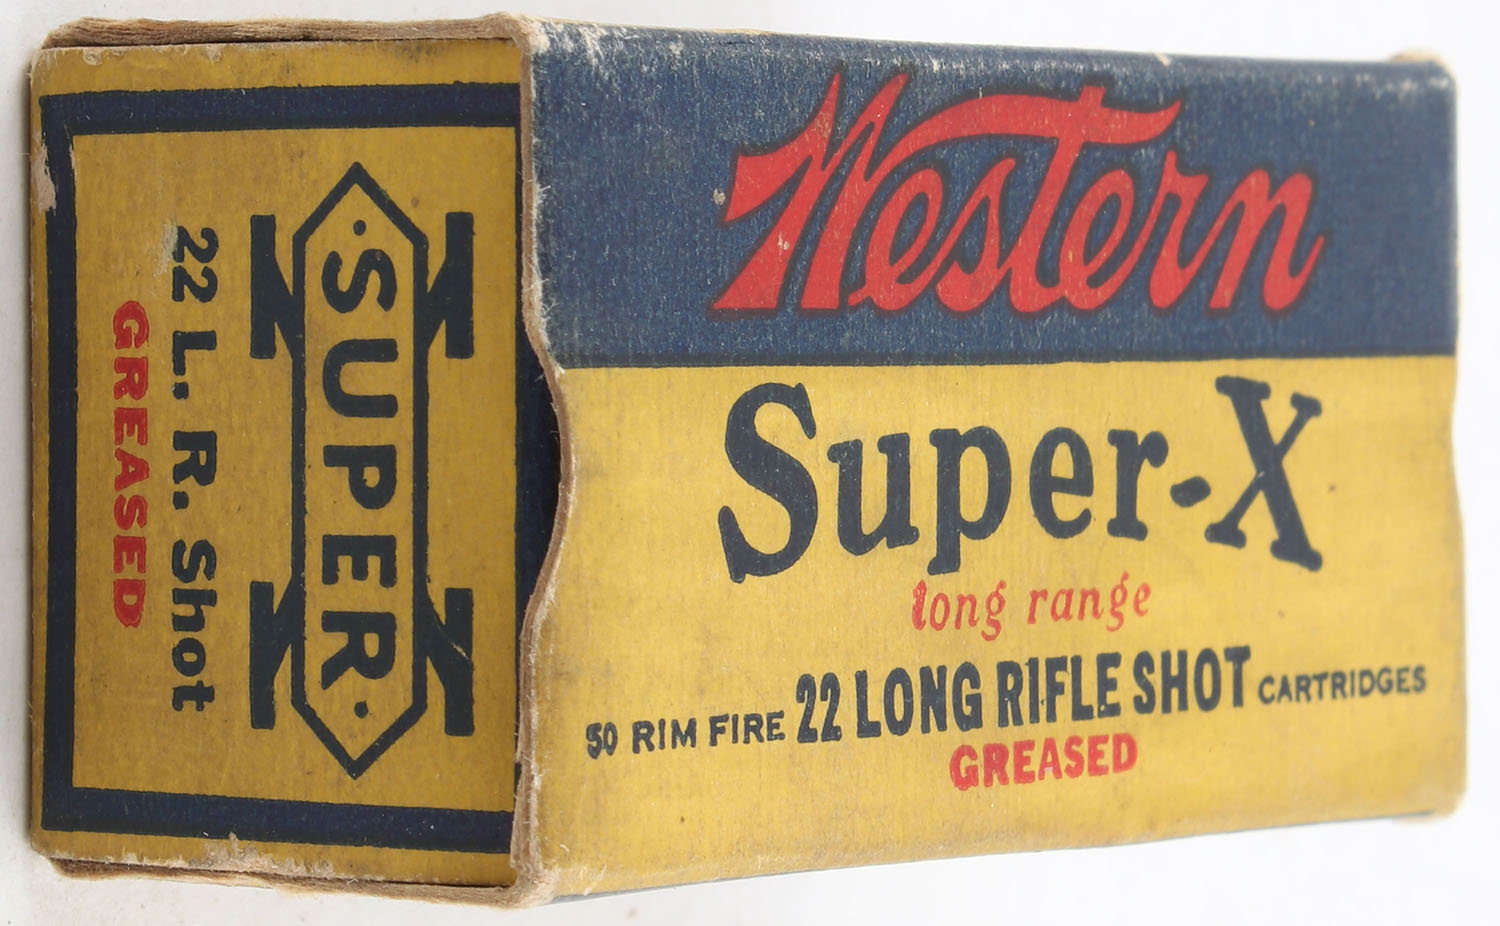 Western
Super-X
long range
50 RIM FIRE 22 LONG RIFLE SHOT CARTRIDGES
GREASED
X SUPER X
22 L. R. Shot
GREASED